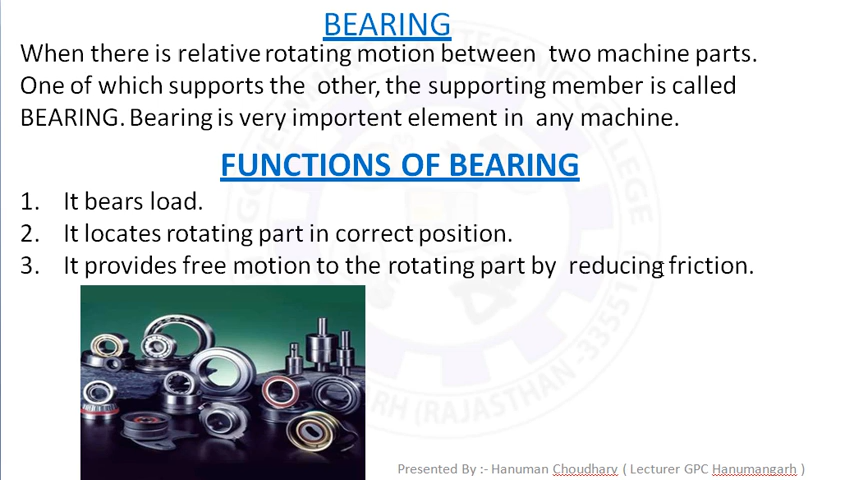 BEARING
When there is relative rotating motion between two machine parts.
One of which supports the other, the supporting member is called
BEARING. Bearing is very importent element in any machine.
FUNCTIONS OF BEARING
1. It bears load.
2. It locates rotating part in correct position.
3. It provides free motion to the rotating part by reducing friction.
Presented By :- Hanuman Choudhary ( Lecturer GPC Hanumangarh )